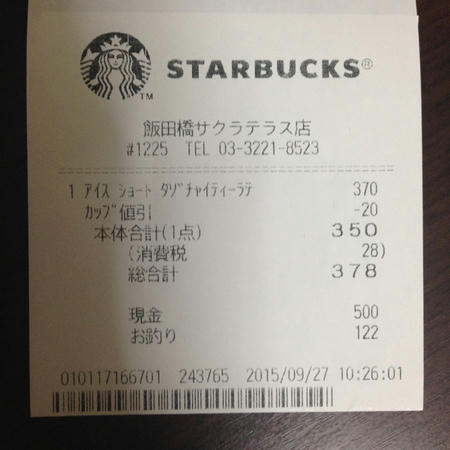 STARBUCKS®
TM
飯田橋サクラテラス店
#1225 TEL 03-3221-8523
1 アイス ショート タゾチャイティーラテ 370
カップ値引 -20
本体合計(1点) 350
(消費税 28)
総合計 378
現金 500
お釣り 122
010117166701 243765 2015/09/27 10:26:01